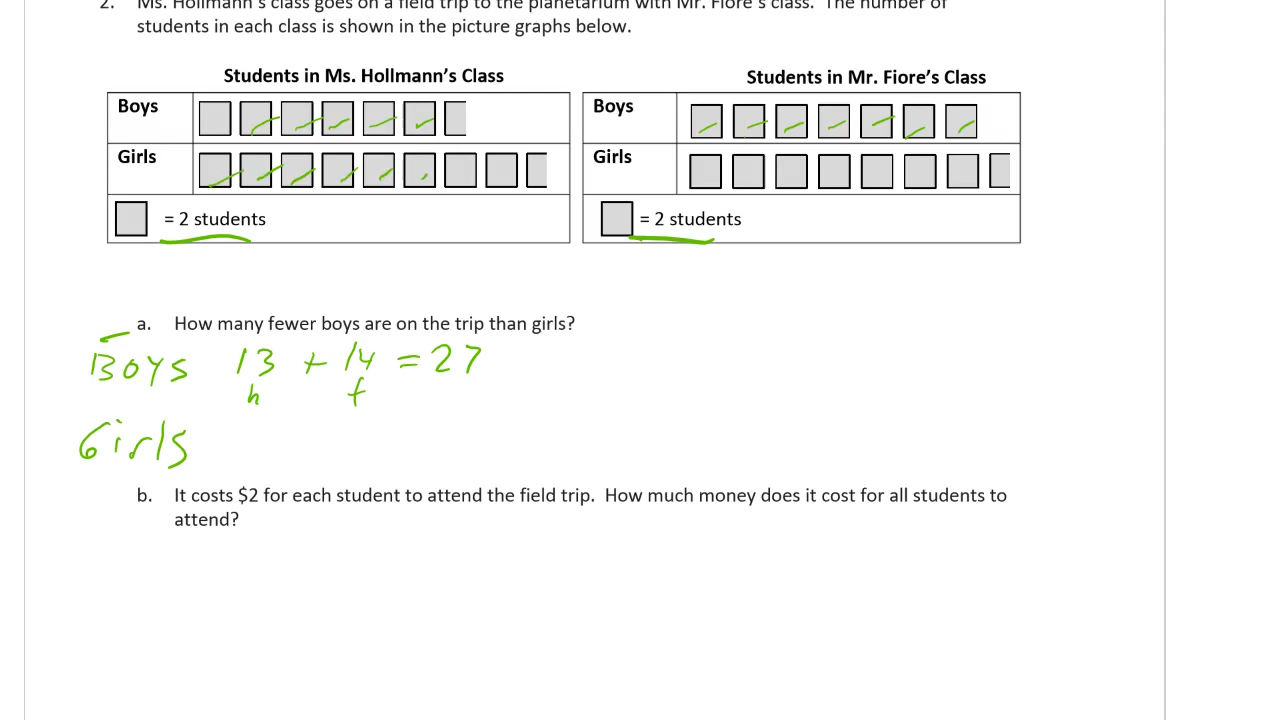 2. Ms. Hollmann's class goes on a field trip to the planetarium with Mr. Fiore's class. The number of
students in each class is shown in the picture graphs below.
Students in Ms. Hollmann's Class
Boys
Girls
= 2 students
Students in Mr. Fiore's Class
Boys
Girls
= 2 students
a. How many fewer boys are on the trip than girls?
Boys 13 + 14 = 27
h f
Girls
b. It costs $2 for each student to attend the field trip. How much money does it cost for all students to
attend?